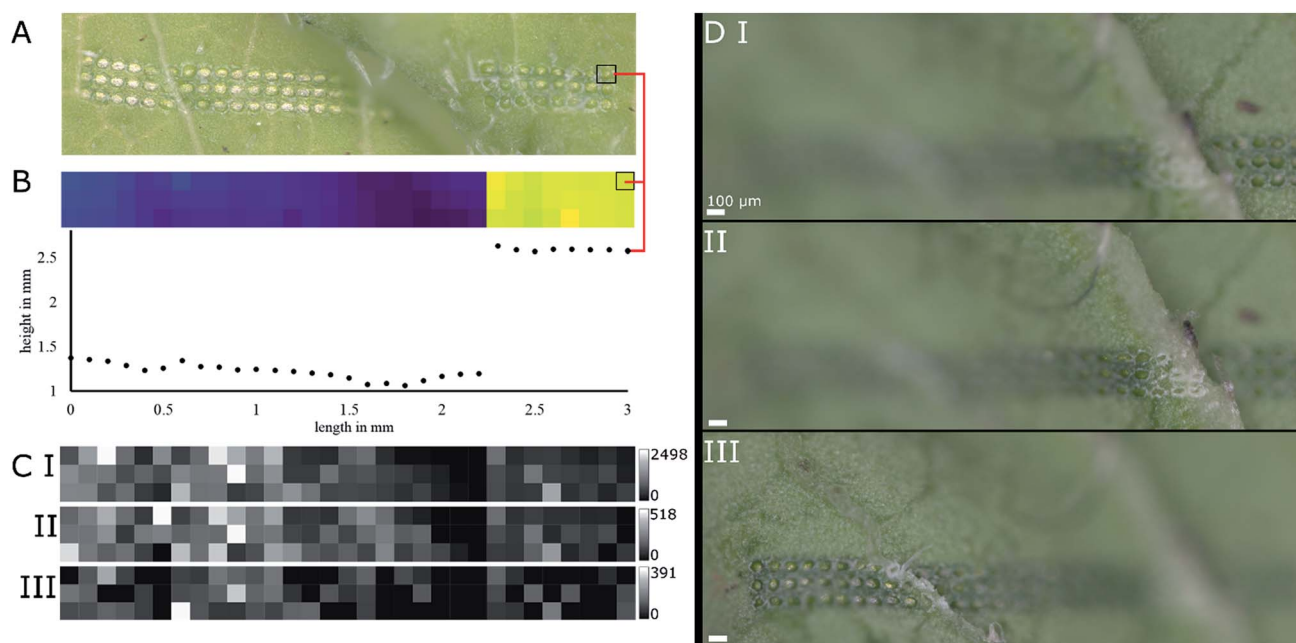 A
B
height in mm
2.5
2
1.5
1
0 0.5 1 1.5 2 2.5 3
length in mm
C I
2498
0
II
518
0
III
391
0
D I
100 µm
II
III